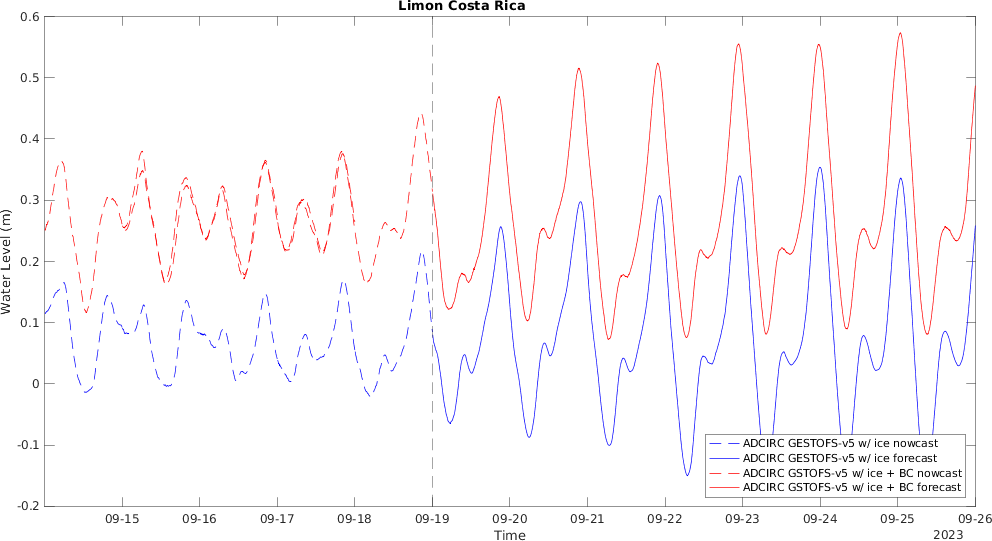 Limon Costa Rica
0.6
0.5
0.4
0.3
0.2
0.1
0
-0.1
-0.2
Water Level (m)
ADCIRC GESTOFS-v5 w/ ice nowcast
ADCIRC GESTOFS-v5 w/ ice forecast
ADCIRC GSTOFS-v5 w/ ice + BC nowcast
ADCIRC GSTOFS-v5 w/ ice + BC forecast
09-15 09-16 09-17 09-18 09-19 09-20 09-21 09-22 09-23 09-24 09-25 09-26
Time
2023